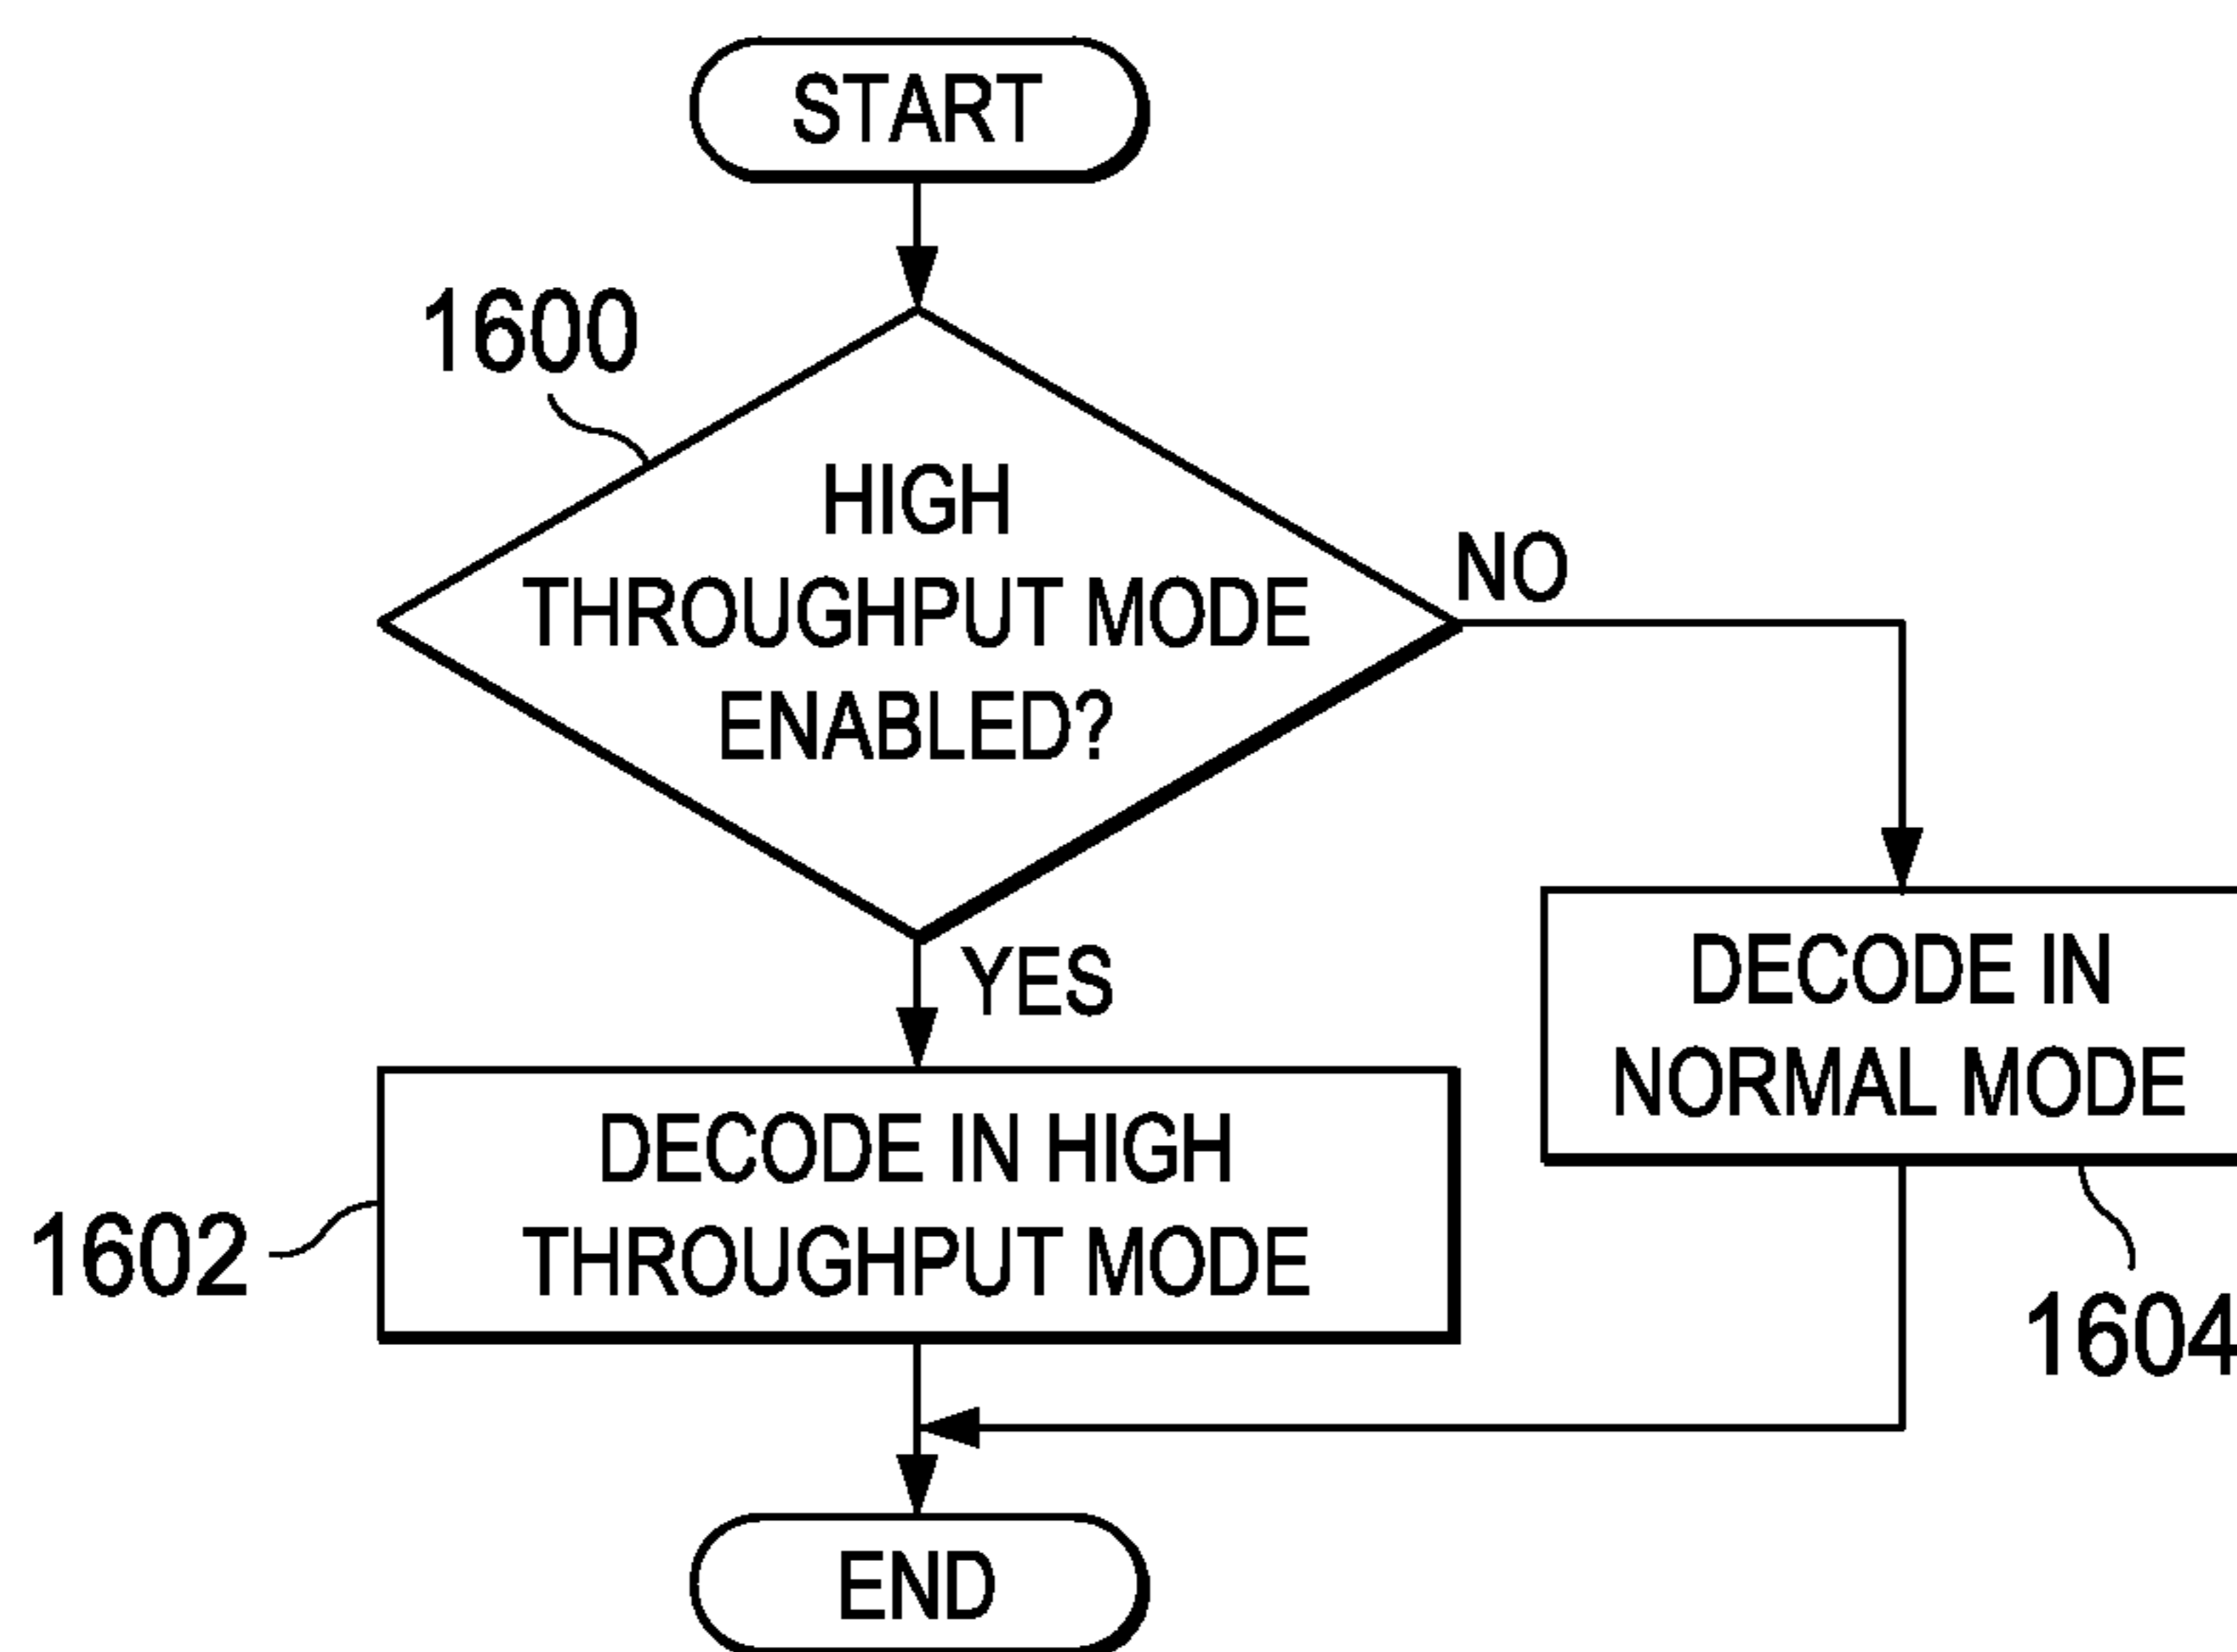 START
1600
HIGH
THROUGHPUT MODE
ENABLED?
NO
YES
DECODE IN
NORMAL MODE
DECODE IN HIGH
THROUGHPUT MODE
1602
1604
END